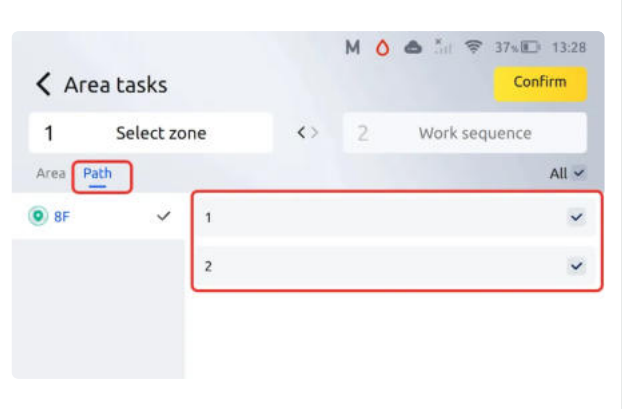 M 37% 13:28
Area tasks
Confirm
1 Select zone <> 2 Work sequence
Area Path All
8F 1
2